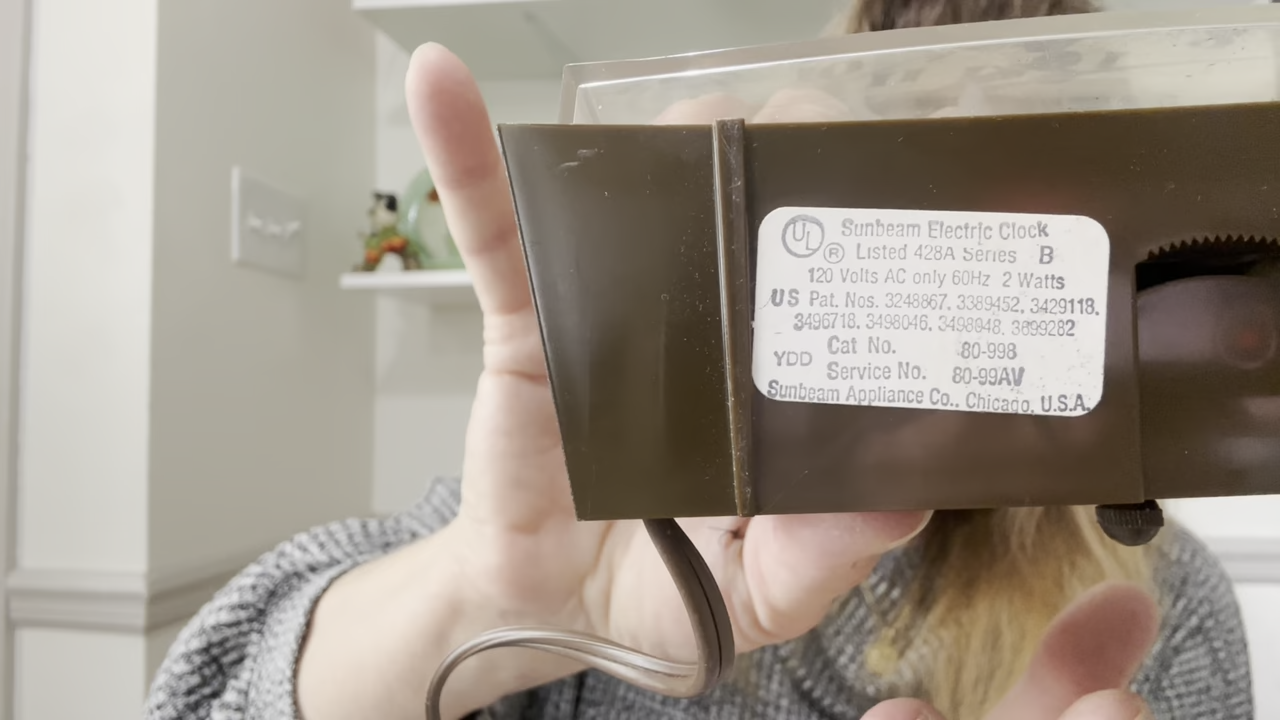 UL ® Sunbeam Electric Clock
Listed 428A Series B
120 Volts AC only 60Hz 2 Watts
US Pat. Nos. 3248867, 3389452, 3429118,
3496718, 3498046, 3498048, 3699282
Cat No. 80-998
YDD
Service No. 80-99AV
Sunbeam Appliance Co., Chicago, U.S.A.